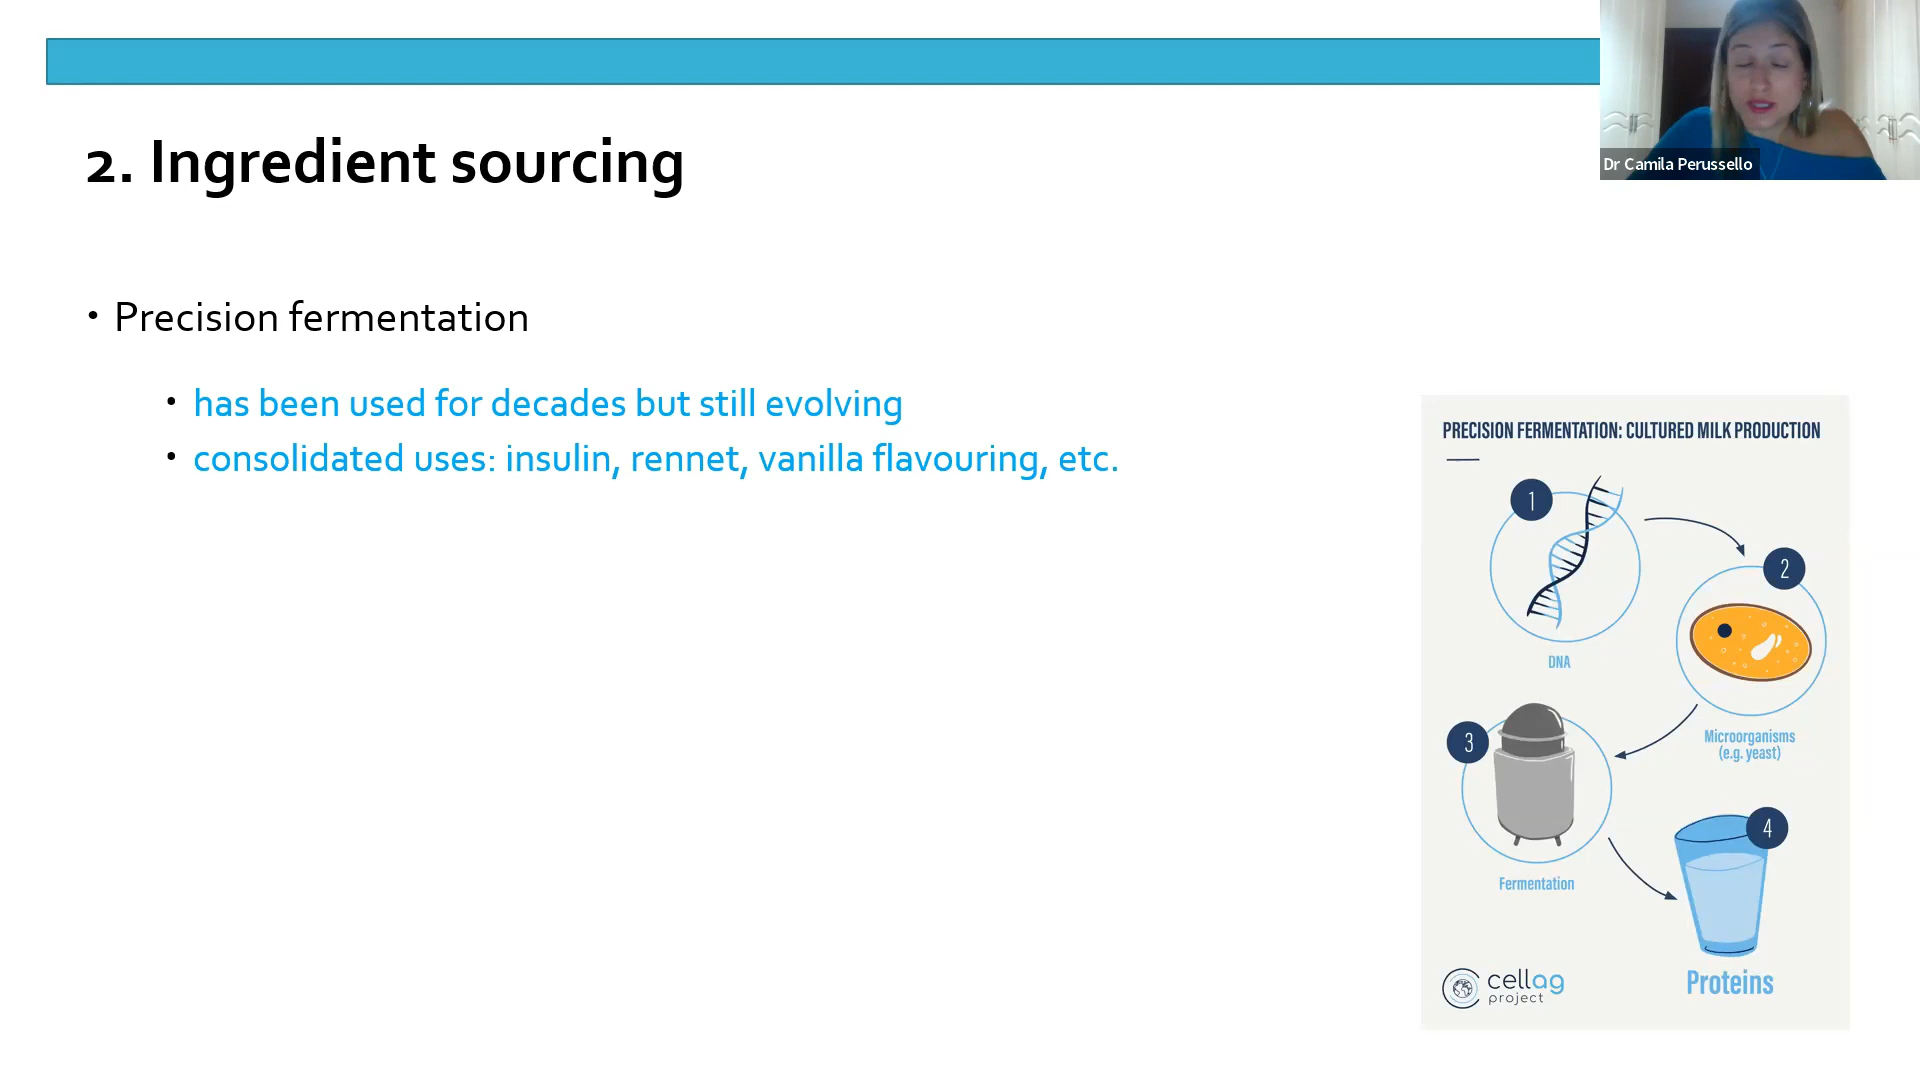 Dr Camila Perussello
2. Ingredient sourcing
• Precision fermentation
• has been used for decades but still evolving
• consolidated uses: insulin, rennet, vanilla flavouring, etc.
PRECISION FERMENTATION: CULTURED MILK PRODUCTION
1
DNA
2
Microorganisms
(e.g. yeast)
3
Fermentation
4
Proteins
cellag
project